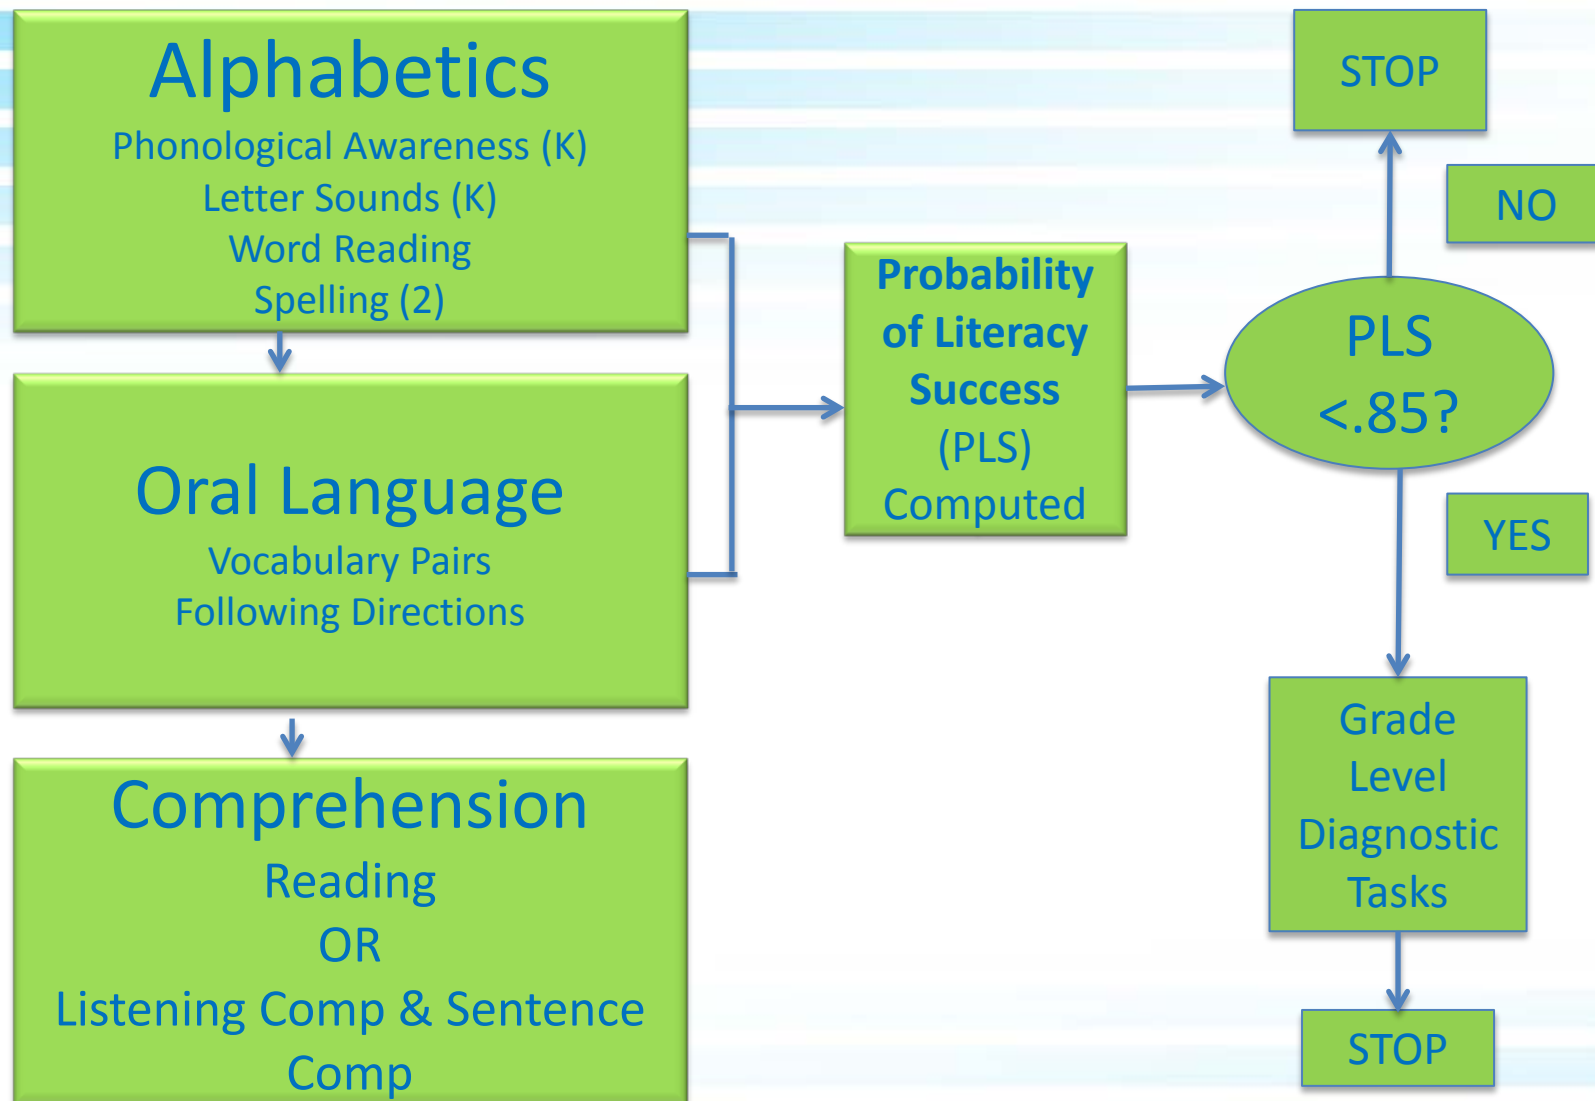 Alphabetics
Phonological Awareness (K)
Letter Sounds (K)
Word Reading
Spelling (2)
Oral Language
Vocabulary Pairs
Following Directions
Comprehension
Reading
OR
Listening Comp & Sentence
Comp
Probability
of Literacy
Success
(PLS)
Computed
STOP
NO
PLS
<.85?
YES
Grade
Level
Diagnostic
Tasks
STOP